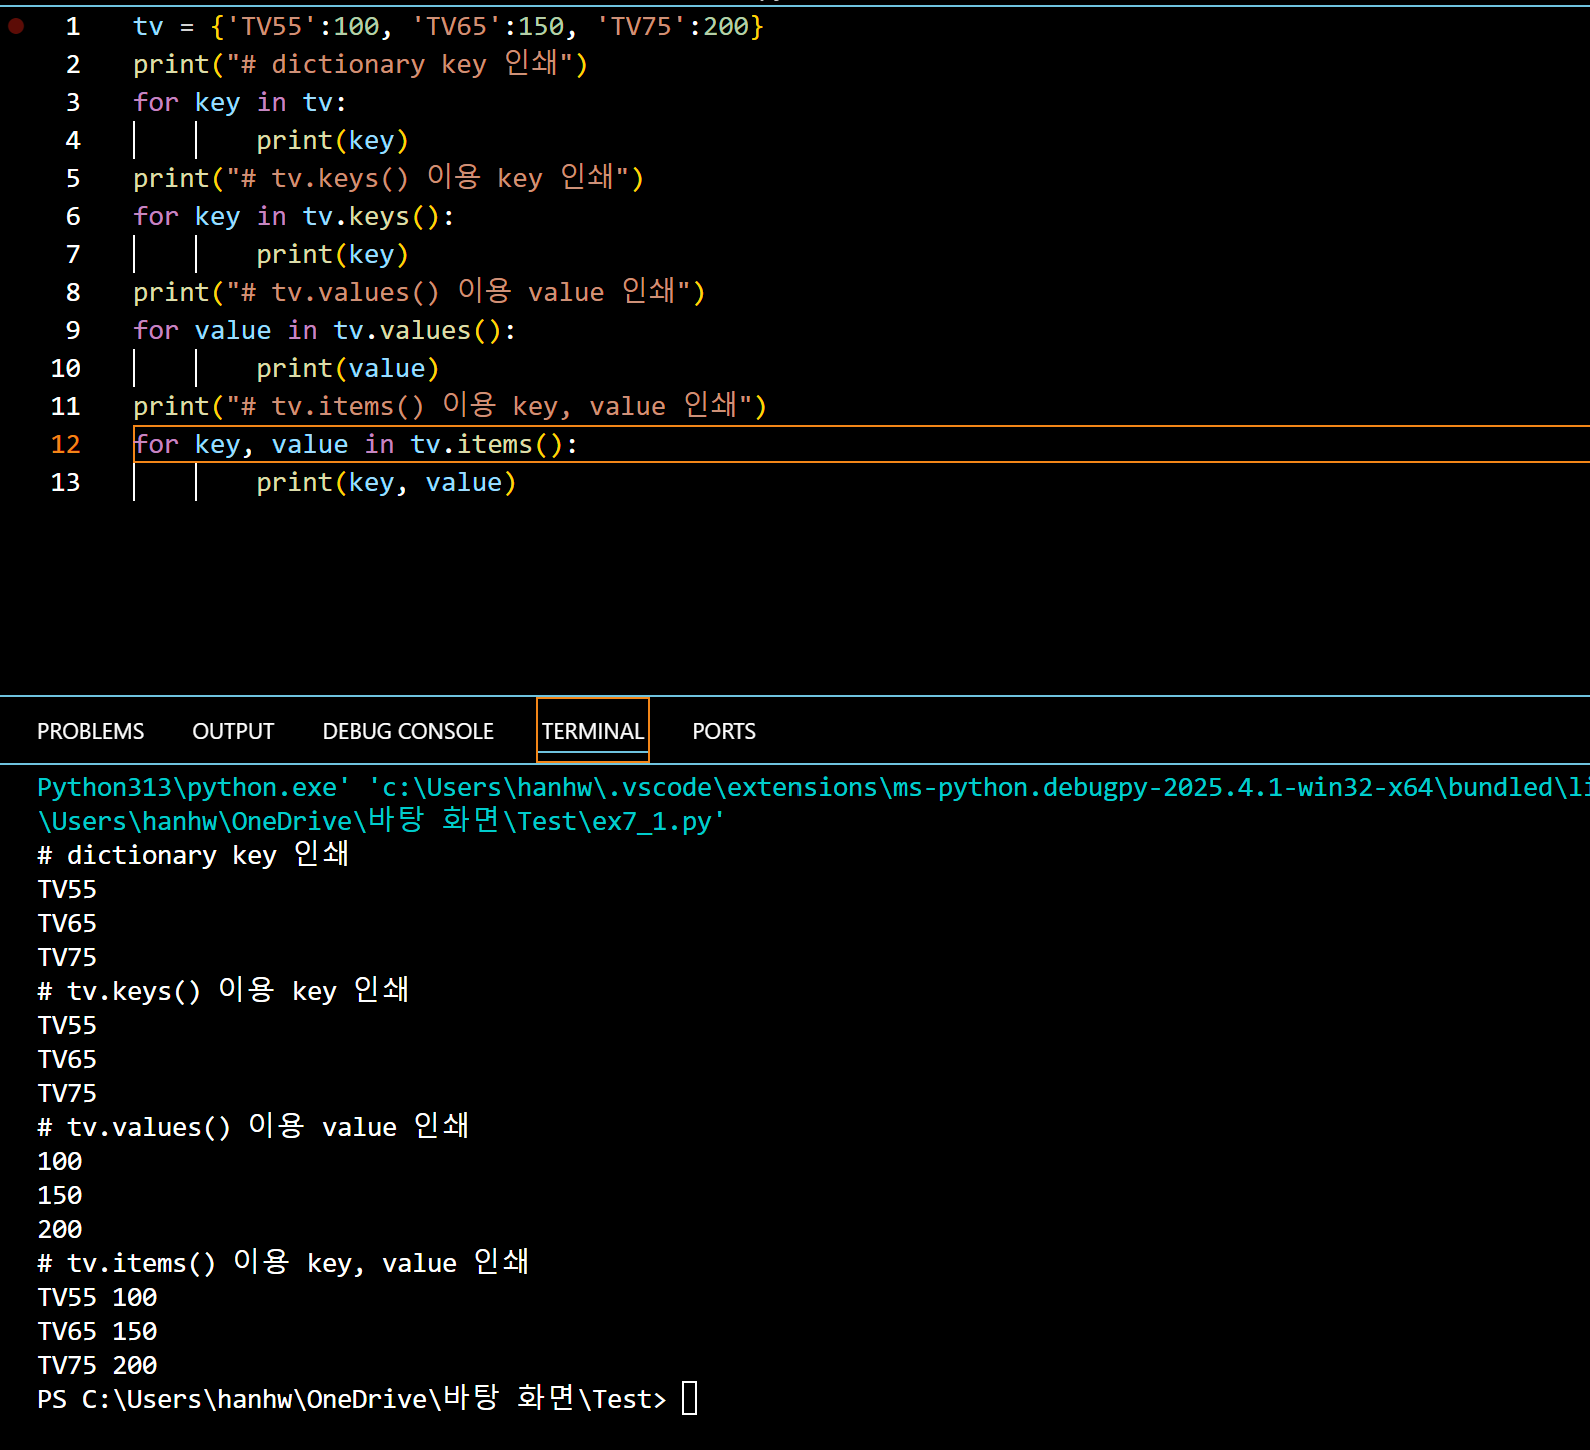 1 tv = {'TV55':100, 'TV65':150, 'TV75':200}
2 print("# dictionary key 인쇄")
3 for key in tv:
4 print(key)
5 print("# tv.keys() 이용 key 인쇄")
6 for key in tv.keys():
7 print(key)
8 print("# tv.values() 이용 value 인쇄")
9 for value in tv.values():
10 print(value)
11 print("# tv.items() 이용 key, value 인쇄")
12 for key, value in tv.items():
13 print(key, value)
PROBLEMS OUTPUT DEBUG CONSOLE TERMINAL PORTS
Python313\python.exe' 'c:\Users\hanhw\.vscode\extensions\ms-python.debugpy-2025.4.1-win32-x64\bundled\li
\Users\hanhw\OneDrive\바탕 화면\Test\ex7_1.py'
# dictionary key 인쇄
TV55
TV65
TV75
# tv.keys() 이용 key 인쇄
TV55
TV65
TV75
# tv.values() 이용 value 인쇄
100
150
200
# tv.items() 이용 key, value 인쇄
TV55 100
TV65 150
TV75 200
PS C:\Users\hanhw\OneDrive\바탕 화면\Test>